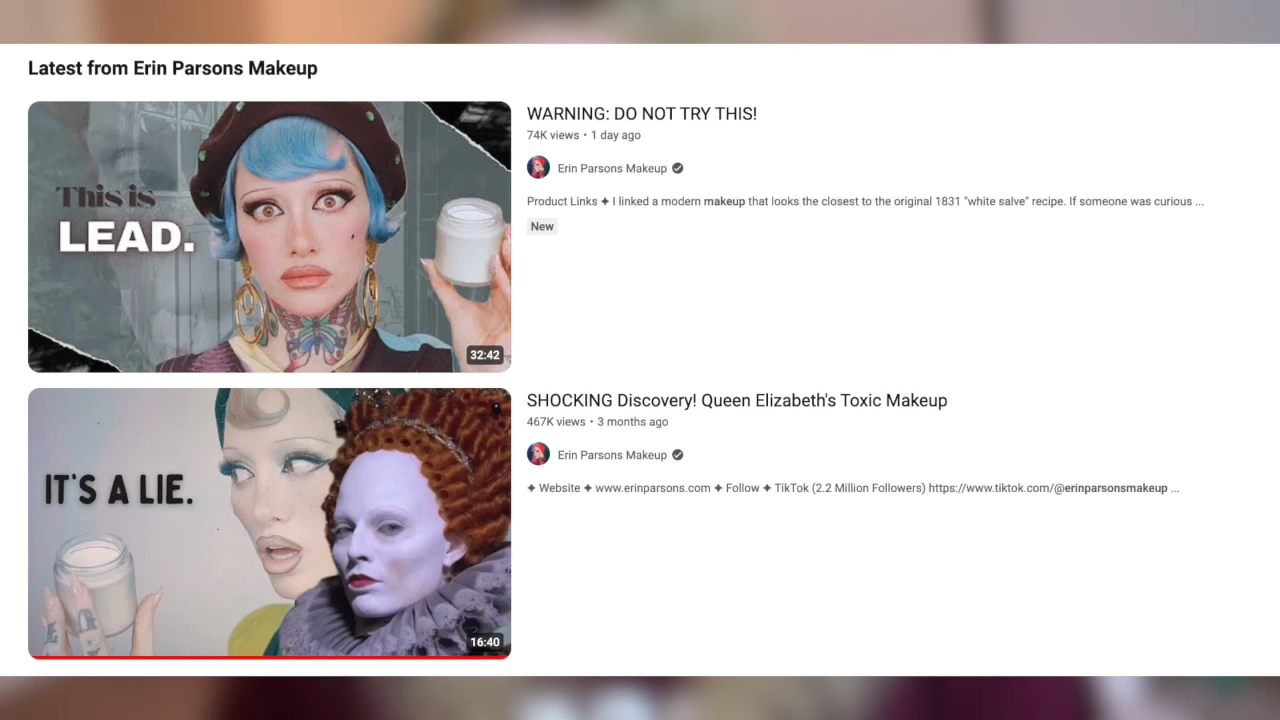 Latest from Erin Parsons Makeup
This is
LEAD.
32:42
WARNING: DO NOT TRY THIS!
74K views • 1 day ago
Erin Parsons Makeup
Product Links ✦ I linked a modern makeup that looks the closest to the original 1831 "white salve" recipe. If someone was curious ...
New
IT'S A LIE.
16:40
SHOCKING Discovery! Queen Elizabeth's Toxic Makeup
467K views • 3 months ago
Erin Parsons Makeup
✦ Website ✦ www.erinparsons.com ✦ Follow ✦ TikTok (2.2 Million Followers) https://www.tiktok.com/@erinparsonsmakeup ...